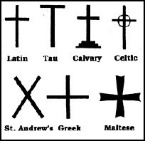 Latin Tau Calvary Celtic
St. Andrew's Greek Maltese